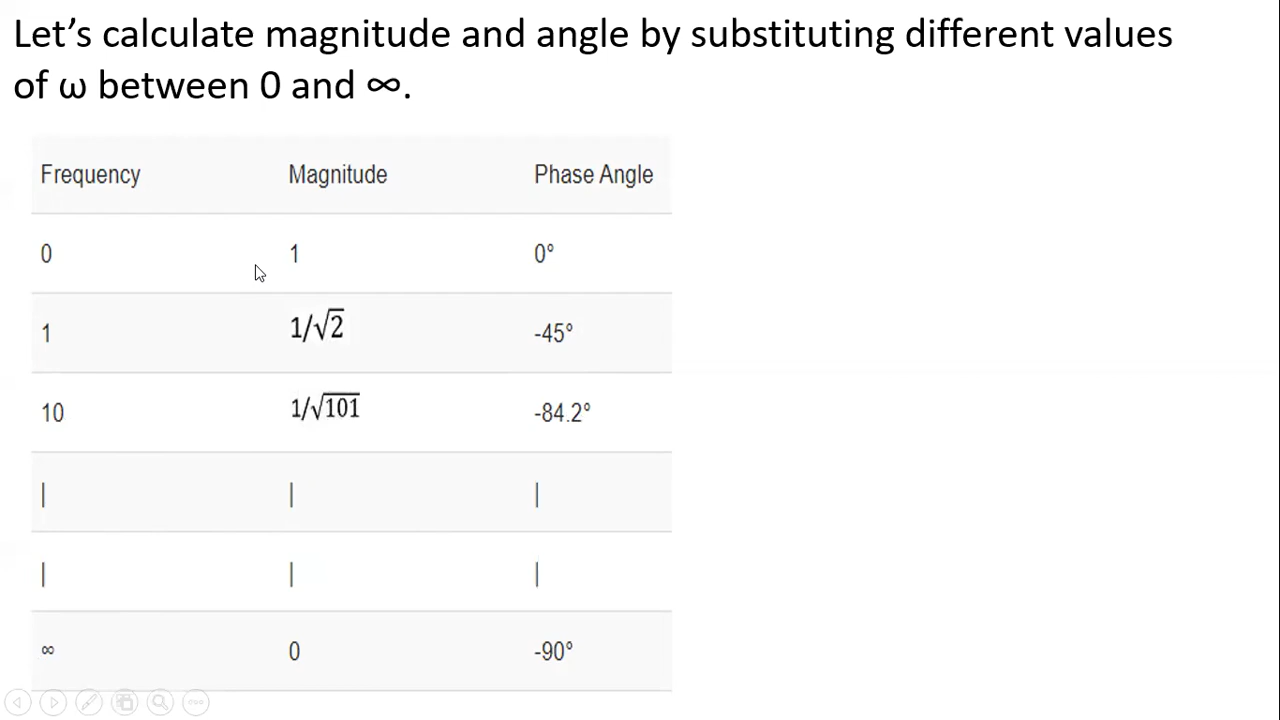 Let’s calculate magnitude and angle by substituting different values
of ω between 0 and ∞.
Frequency Magnitude Phase Angle
0 1 0°
1 1/√2 -45°
10 1/√101 -84.2°
| | |
| | |
∞ 0 -90°